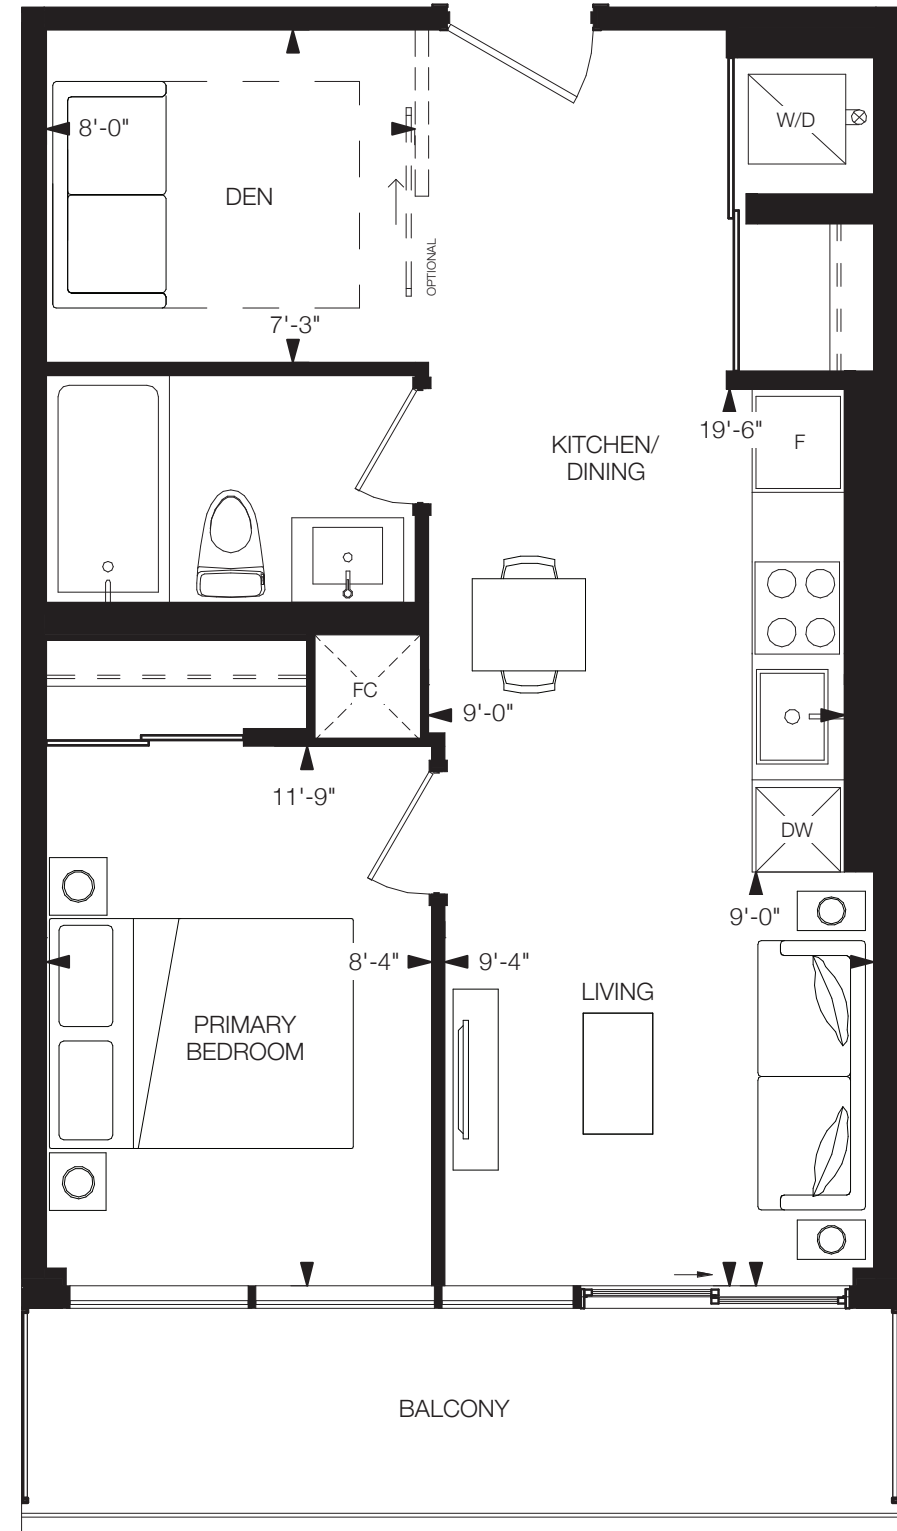 W/D
8'-0"
DEN
OPTIONAL
7'-3"
19'-6"
F
KITCHEN/
DINING
FC
9'-0"
11'-9"
DW
9'-0"
8'-4"
9'-4"
LIVING
PRIMARY
BEDROOM
BALCONY